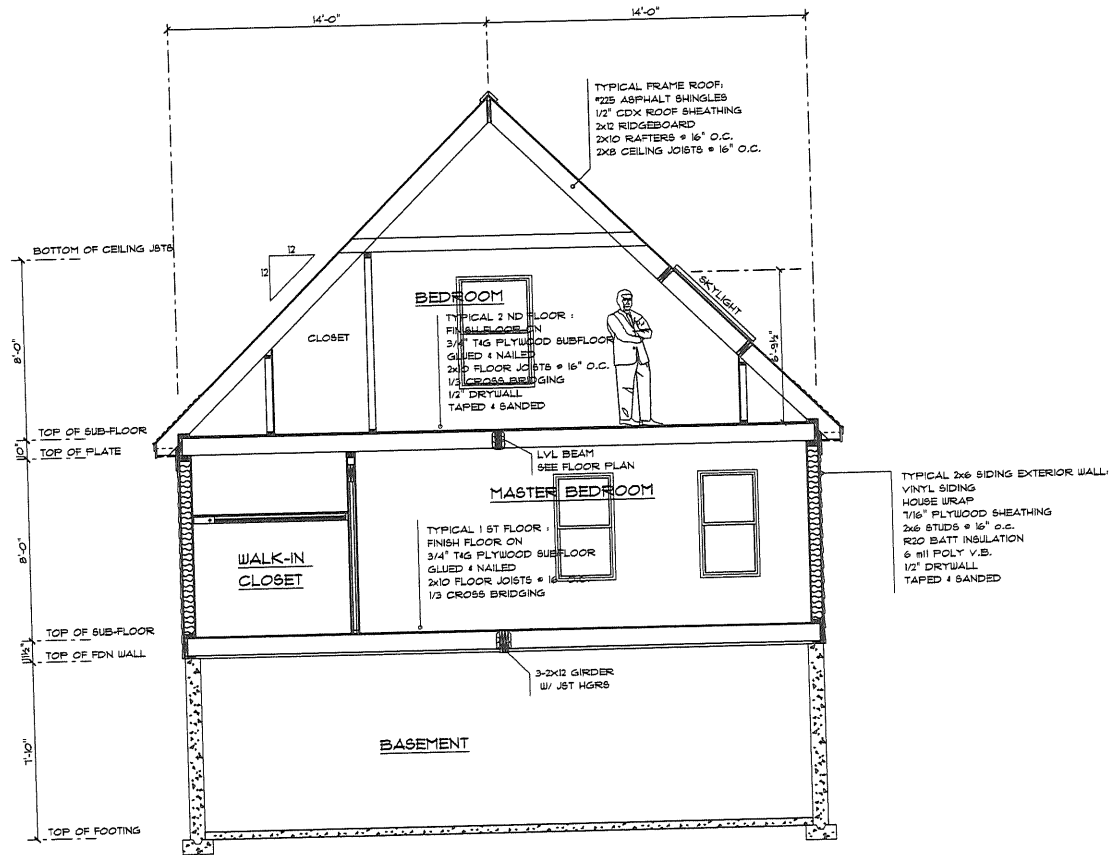 14'-0"
14'-0"
TYPICAL FRAME ROOF:
#225 ASPHALT SHINGLES
1/2" CDX ROOF SHEATHING
2x12 RIDGEBOARD
2X10 RAFTERS @ 16" O.C.
2X8 CEILING JOISTS @ 16" O.C.
BOTTOM OF CEILING JSTS
12
12
8'-0"
BEDROOM
CLOSET
SKYLIGHT
6'-9½"
TYPICAL 2 ND FLOOR :
FINISH FLOOR ON
3/4" T&G PLYWOOD SUBFLOOR
GLUED & NAILED
2x10 FLOOR JOISTS @ 16" O.C.
1/3 CROSS BRIDGING
1/2" DRYWALL
TAPED & SANDED
TOP OF SUB-FLOOR
TOP OF PLATE
LVL BEAM
SEE FLOOR PLAN
MASTER BEDROOM
TYPICAL 2x6 SIDING EXTERIOR WALL:
VINYL SIDING
HOUSE WRAP
7/16" PLYWOOD SHEATHING
2x6 STUDS @ 16" o.c.
R20 BATT INSULATION
6 mil POLY V.B.
1/2" DRYWALL
TAPED & SANDED
8'-0"
WALK-IN
CLOSET
TYPICAL 1 ST FLOOR :
FINISH FLOOR ON
3/4" T&G PLYWOOD SUBFLOOR
GLUED & NAILED
2x10 FLOOR JOISTS @ 16" O.C.
1/3 CROSS BRIDGING
TOP OF SUB-FLOOR
TOP OF FDN WALL
3-2X12 GIRDER
W/ JST HGRS
7'-10"
BASEMENT
TOP OF FOOTING